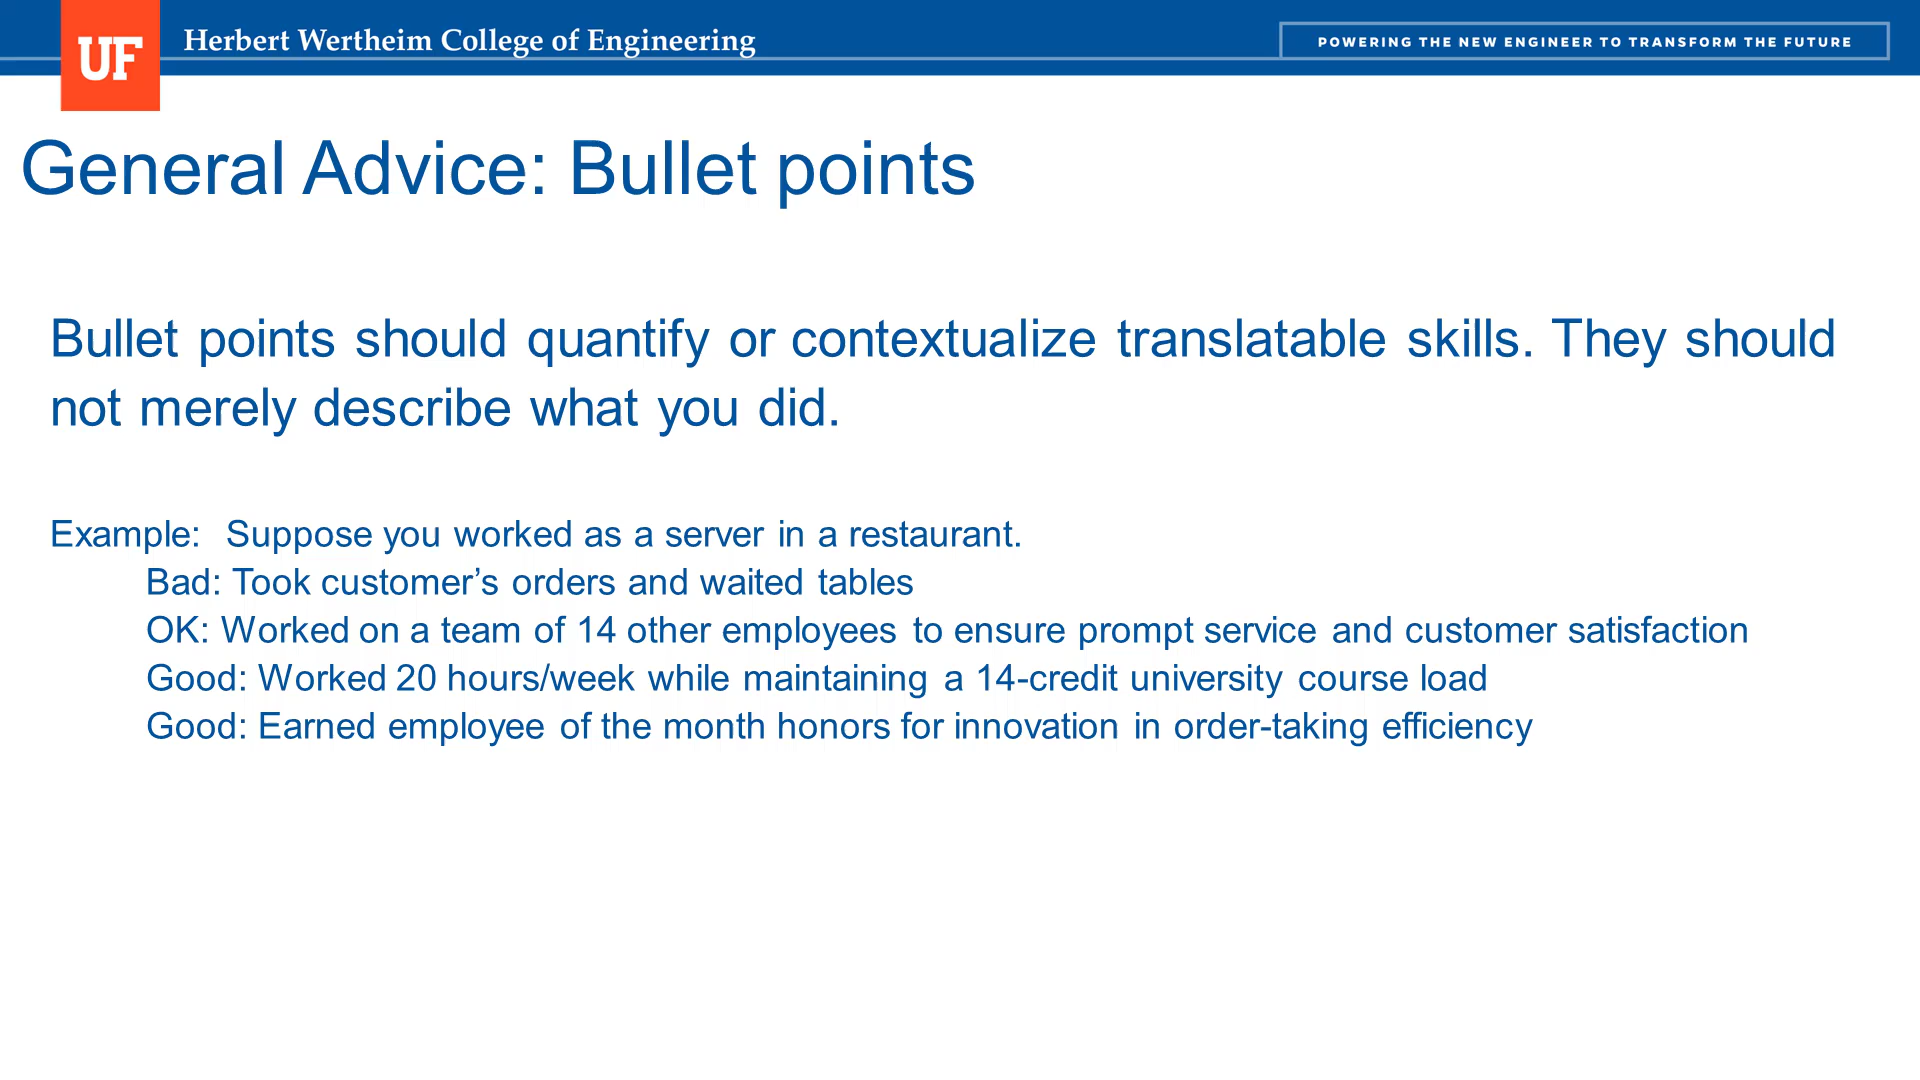 UF
Herbert Wertheim College of Engineering
POWERING THE NEW ENGINEER TO TRANSFORM THE FUTURE
General Advice: Bullet points
Bullet points should quantify or contextualize translatable skills. They should
not merely describe what you did.
Example: Suppose you worked as a server in a restaurant.
Bad: Took customer’s orders and waited tables
OK: Worked on a team of 14 other employees to ensure prompt service and customer satisfaction
Good: Worked 20 hours/week while maintaining a 14-credit university course load
Good: Earned employee of the month honors for innovation in order-taking efficiency